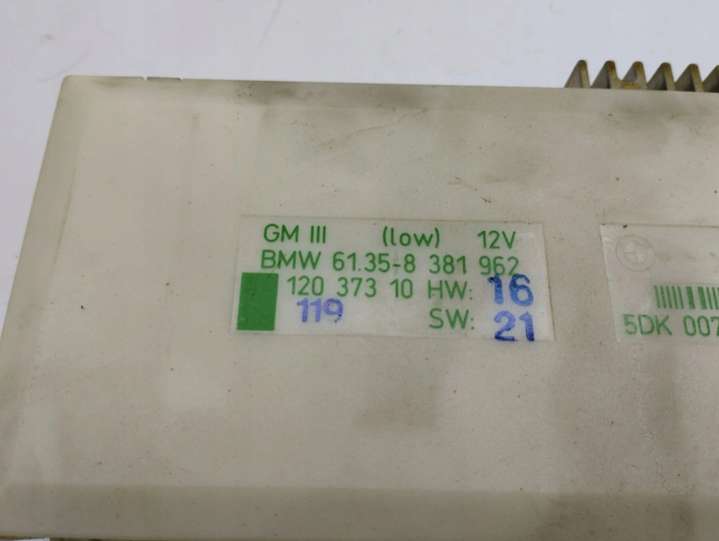 GM III (low) 12V
BMW 61.35-8 381 962
120 373 10 HW: 16
119 SW: 21
5DK 007